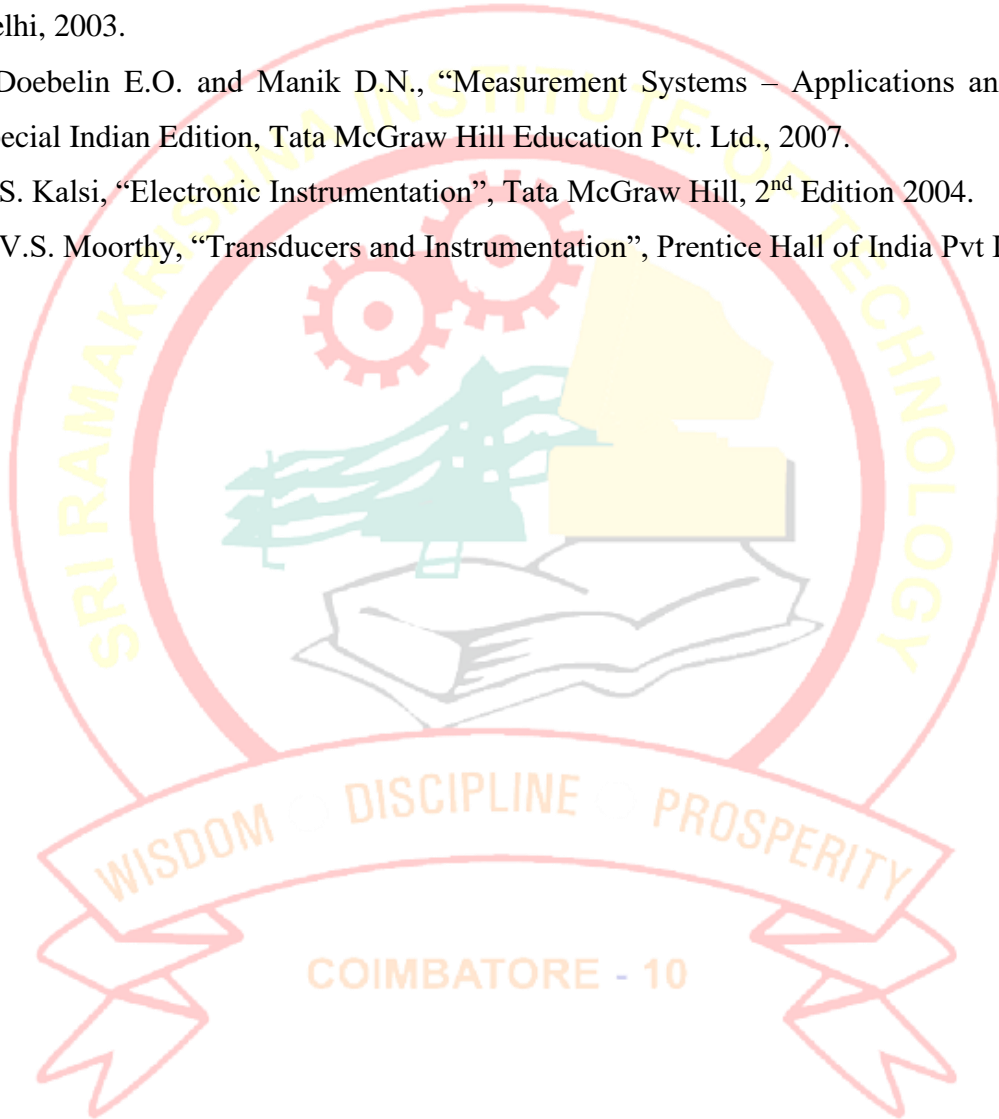 elhi, 2003.
Doebelin E.O. and Manik D.N., “Measurement Systems – Applications an
ecial Indian Edition, Tata McGraw Hill Education Pvt. Ltd., 2007.
S. Kalsi, “Electronic Instrumentation”, Tata McGraw Hill, 2nd Edition 2004.
V.S. Moorthy, “Transducers and Instrumentation”, Prentice Hall of India Pvt
SRI RAMAKRISHNA INSTITUTE OF TECHNOLOGY
WISDOM DISCIPLINE PROSPERITY
COIMBATORE - 10